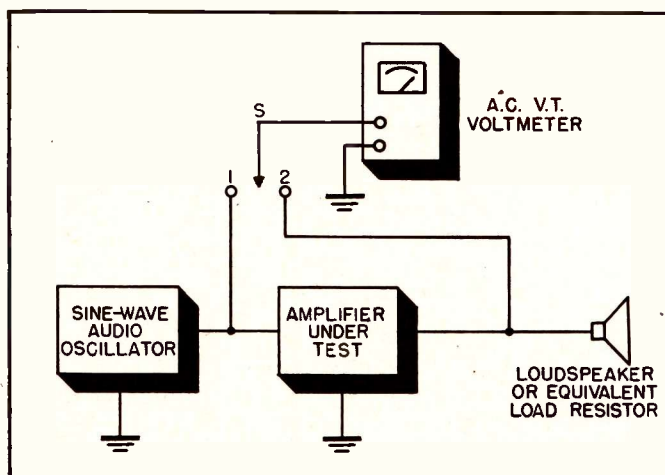 A.C. V.T.
VOLTMETER
S
1
2
SINE-WAVE
AUDIO
OSCILLATOR
AMPLIFIER
UNDER
TEST
LOUDSPEAKER
OR EQUIVALENT
LOAD RESISTOR